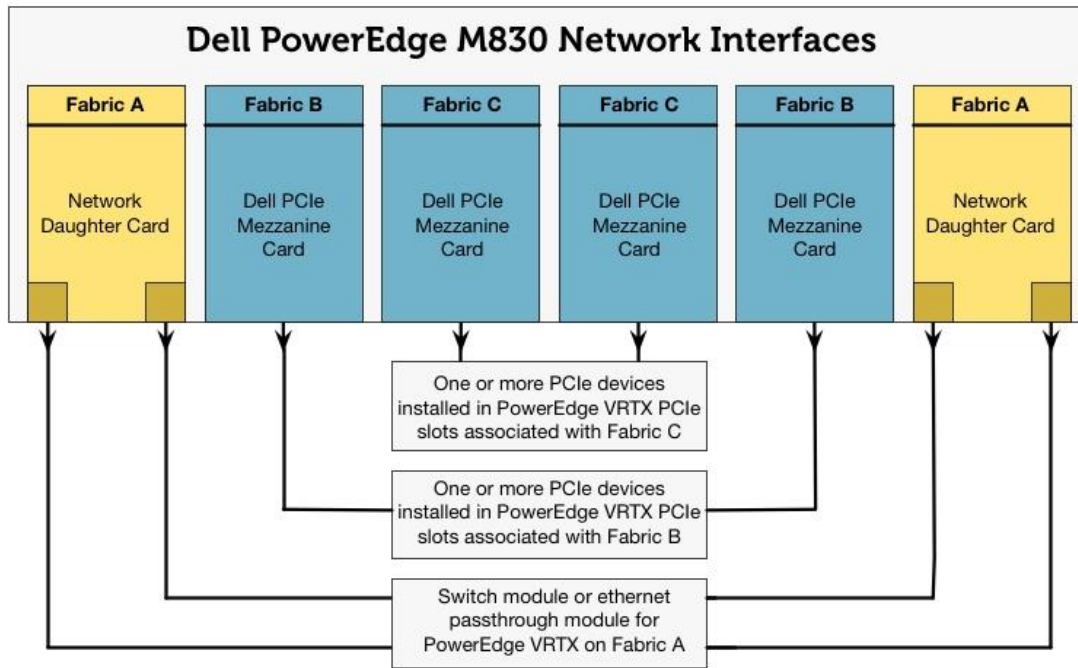 Dell PowerEdge M830 Network Interfaces
Fabric A
Fabric B
Fabric C
Fabric C
Fabric B
Fabric A
Network
Daughter Card
Dell PCIe
Mezzanine
Card
Dell PCIe
Mezzanine
Card
Dell PCIe
Mezzanine
Card
Dell PCIe
Mezzanine
Card
Network
Daughter Card
One or more PCIe devices
installed in PowerEdge VRTX PCIe
slots associated with Fabric C
One or more PCIe devices
installed in PowerEdge VRTX PCIe
slots associated with Fabric B
Switch module or ethernet
passthrough module for
PowerEdge VRTX on Fabric A